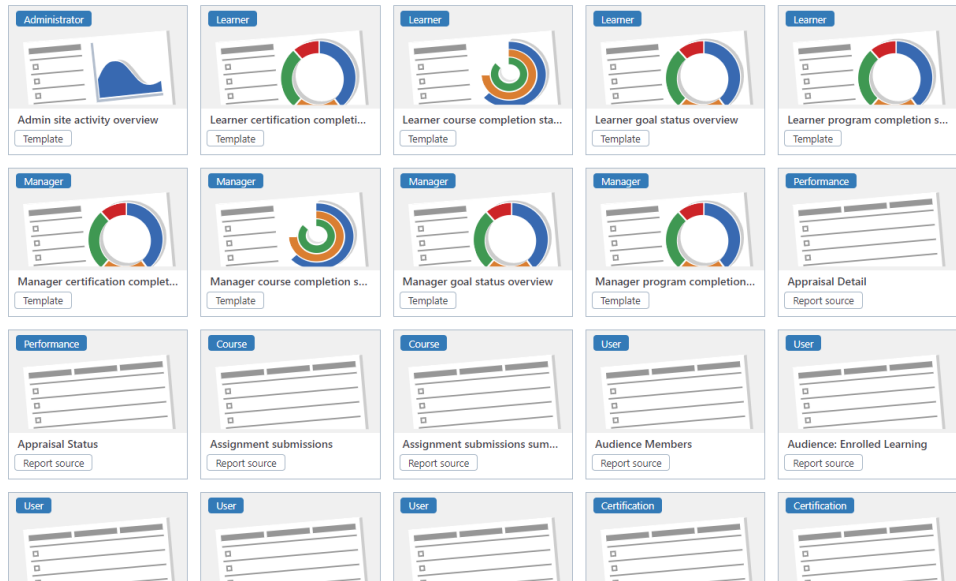 Administrator
Learner
Learner
Learner
Learner
Admin site activity overview
Learner certification completi...
Learner course completion sta...
Learner goal status overview
Learner program completion s...
Template
Template
Template
Template
Template
Manager
Manager
Manager
Manager
Performance
Manager certification complet...
Manager course completion s...
Manager goal status overview
Manager program completion...
Appraisal Detail
Template
Template
Template
Template
Report source
Performance
Course
Course
User
User
Appraisal Status
Assignment submissions
Assignment submissions sum...
Audience Members
Audience: Enrolled Learning
Report source
Report source
Report source
Report source
Report source
User
User
User
Certification
Certification